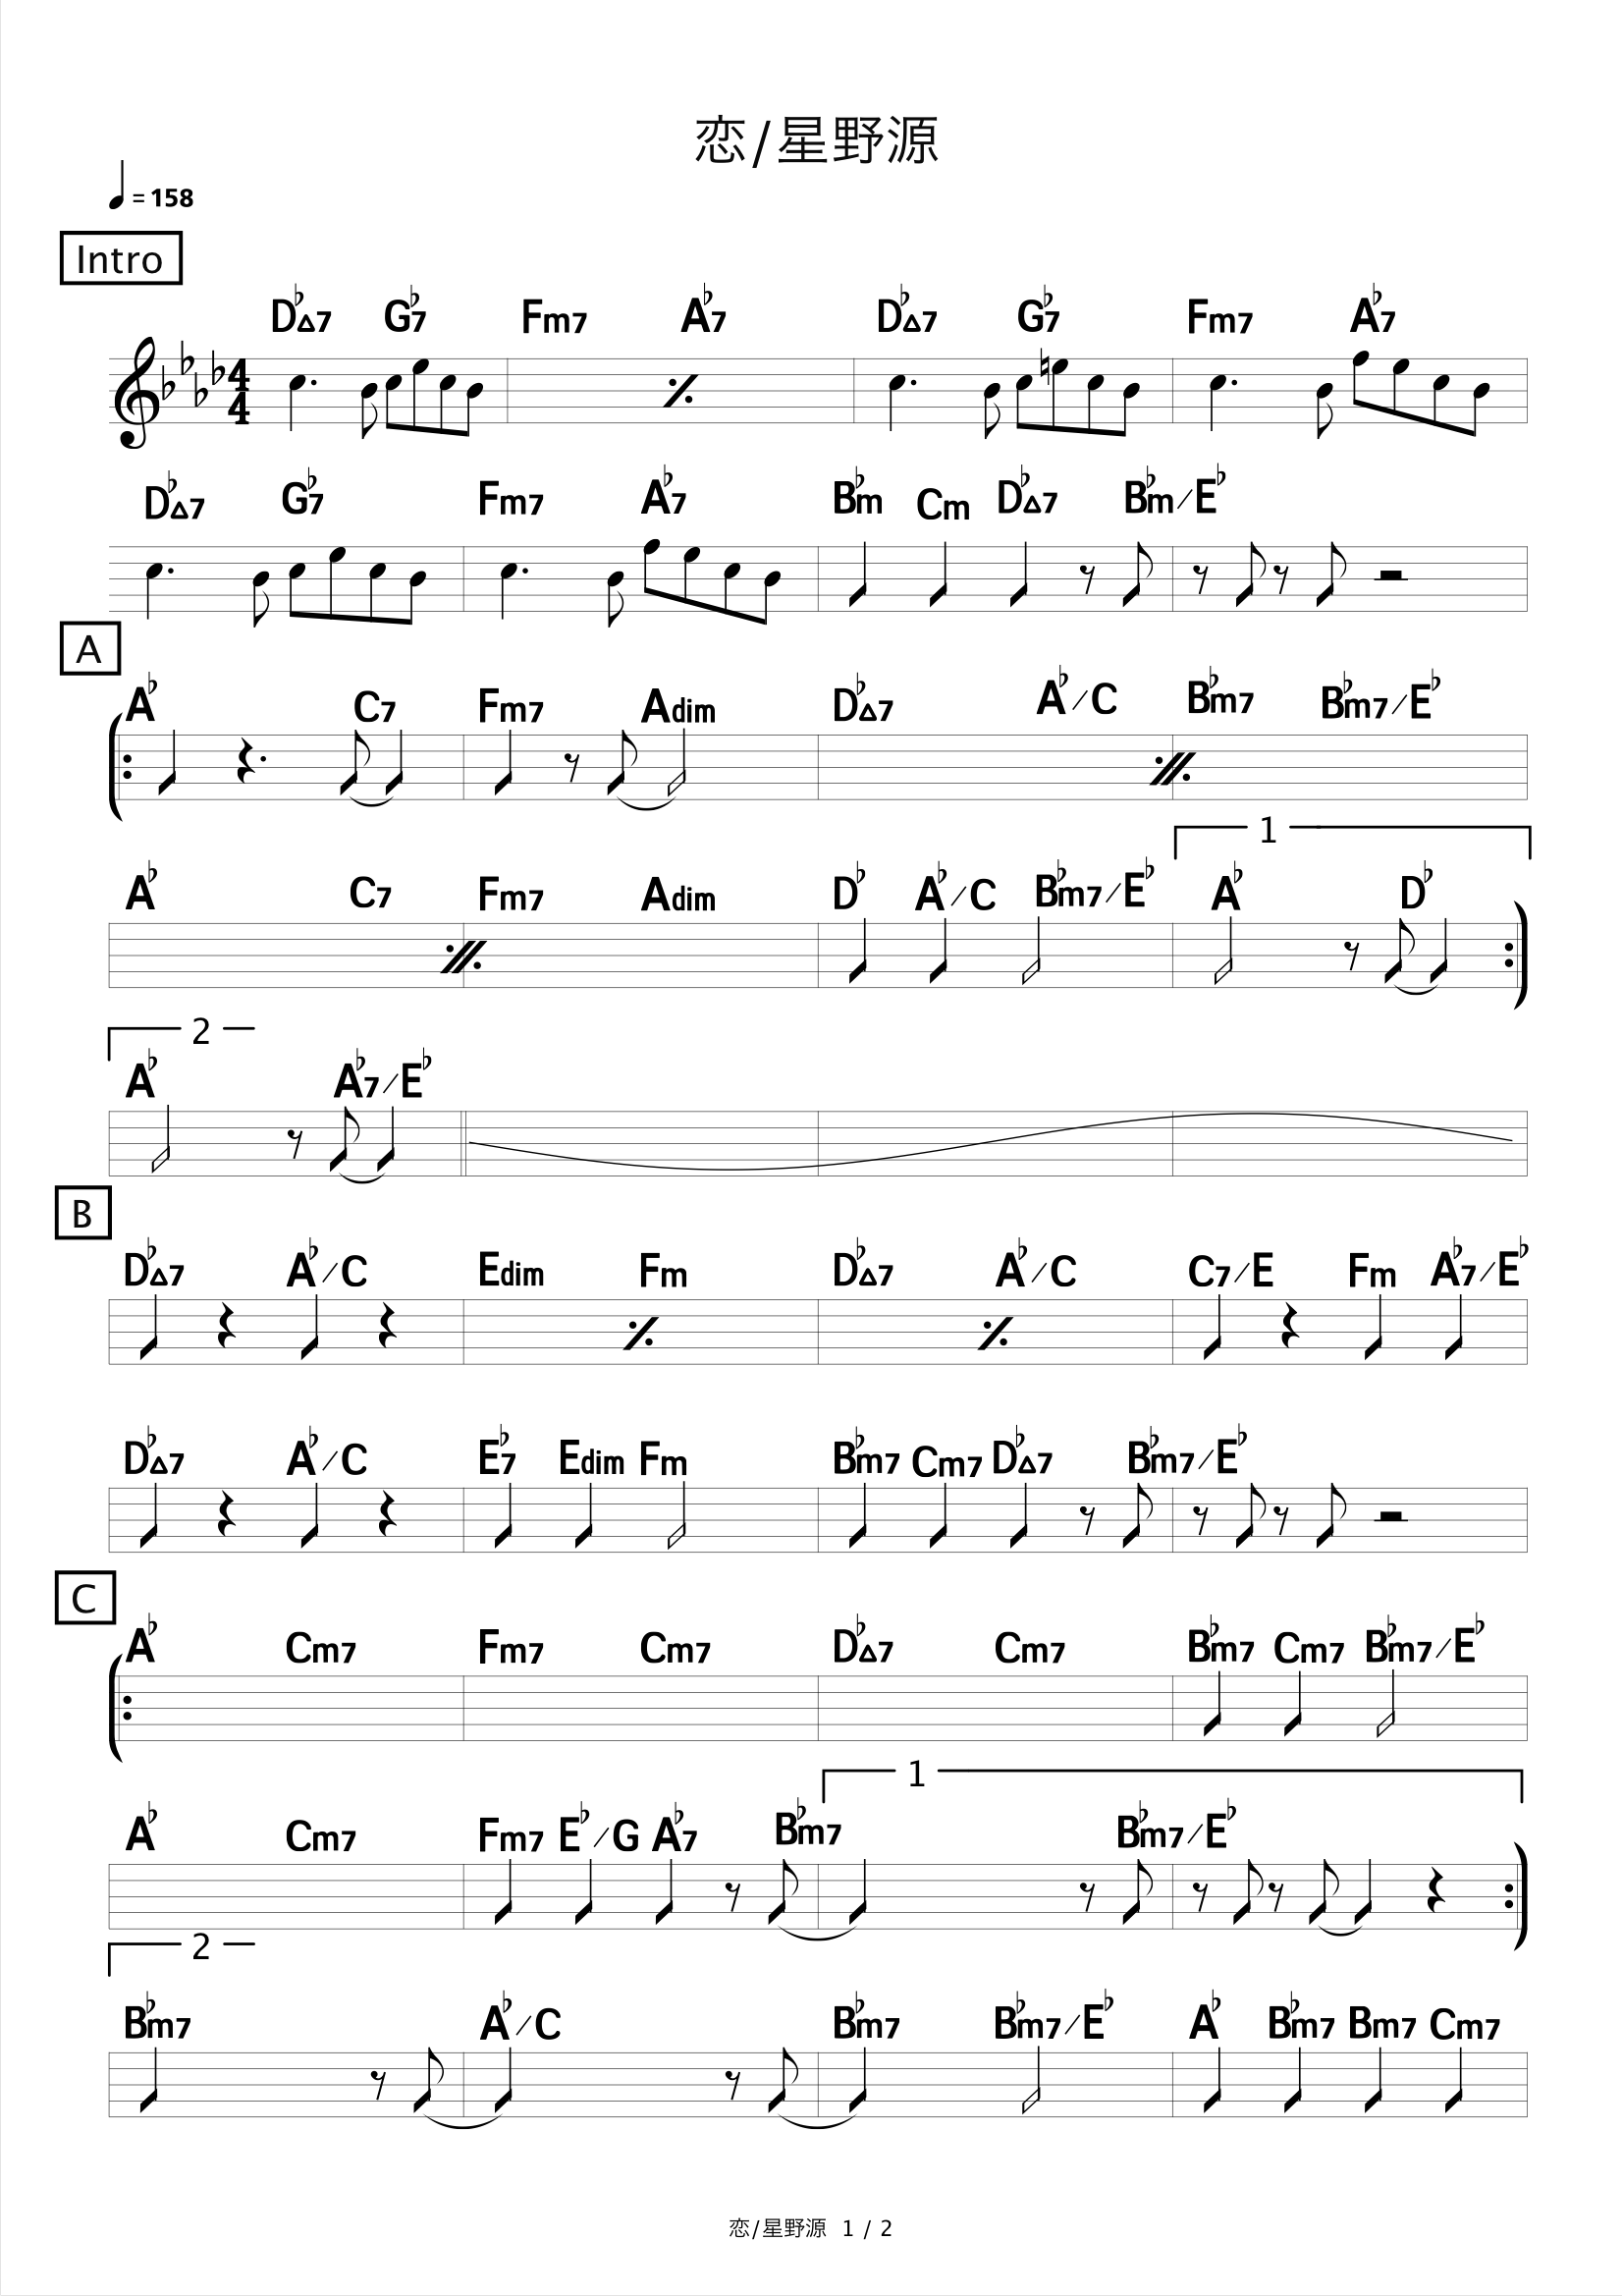 恋/星野源
= 158
Intro
D♭△7 G♭7 Fm7 A♭7 D♭△7 G♭7 Fm7 A♭7
4
4
D♭△7 G♭7 Fm7 A♭7 B♭m Cm D♭△7 B♭m/E♭
A
A♭ C7 Fm7 Adim D♭△7 A♭/C B♭m7 B♭m7/E♭
1
A♭ C7 Fm7 Adim D♭ A♭/C B♭m7/E♭ A♭ D♭
2
A♭ A♭7/E♭
B
D♭△7 A♭/C Edim Fm D♭△7 A♭/C C7/E Fm A♭7/E♭
D♭△7 A♭/C E♭7 Edim Fm B♭m7 Cm7 D♭△7 B♭m7/E♭
C
A♭ Cm7 Fm7 Cm7 D♭△7 Cm7 B♭m7 Cm7 B♭m7/E♭
1
A♭ Cm7 Fm7 E♭/G A♭7 B♭m7 B♭m7/E♭
2
B♭m7 A♭/C B♭m7 B♭m7/E♭ A♭ B♭m7 Bm7 Cm7
恋/星野源 1 / 2